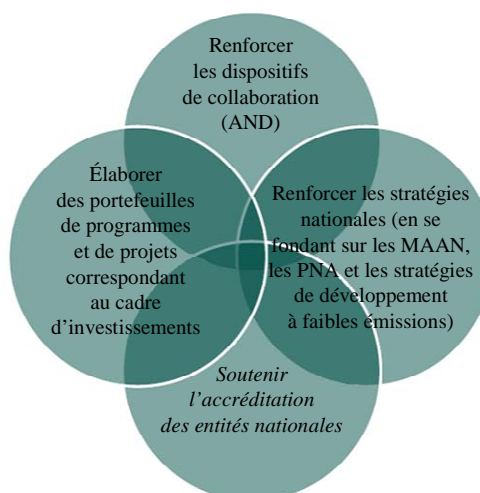 Renforcer
les dispositifs
de collaboration
(AND)
Élaborer
des portefeuilles
de programmes
et de projets
correspondant
au cadre
d’investissements
Renforcer les stratégies
nationales (en se
fondant sur les MAAN,
les PNA et les stratégies
de développement
à faibles émissions)
Soutenir
l’accréditation
des entités nationales